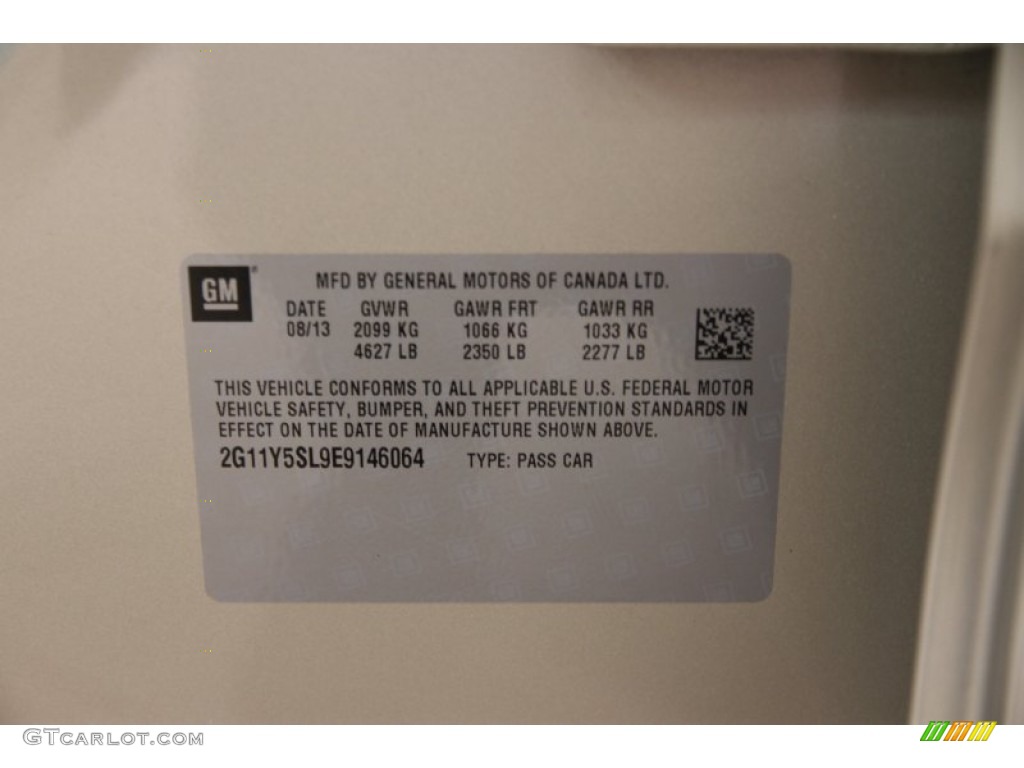 GM
MFD BY GENERAL MOTORS OF CANADA LTD.
DATE GVWR GAWR FRT GAWR RR
08/13 2099 KG 1066 KG 1033 KG
4627 LB 2350 LB 2277 LB
THIS VEHICLE CONFORMS TO ALL APPLICABLE U.S. FEDERAL MOTOR
VEHICLE SAFETY, BUMPER, AND THEFT PREVENTION STANDARDS IN
EFFECT ON THE DATE OF MANUFACTURE SHOWN ABOVE.
2G11Y5SL9E9146064 TYPE: PASS CAR
GTCarlot.com